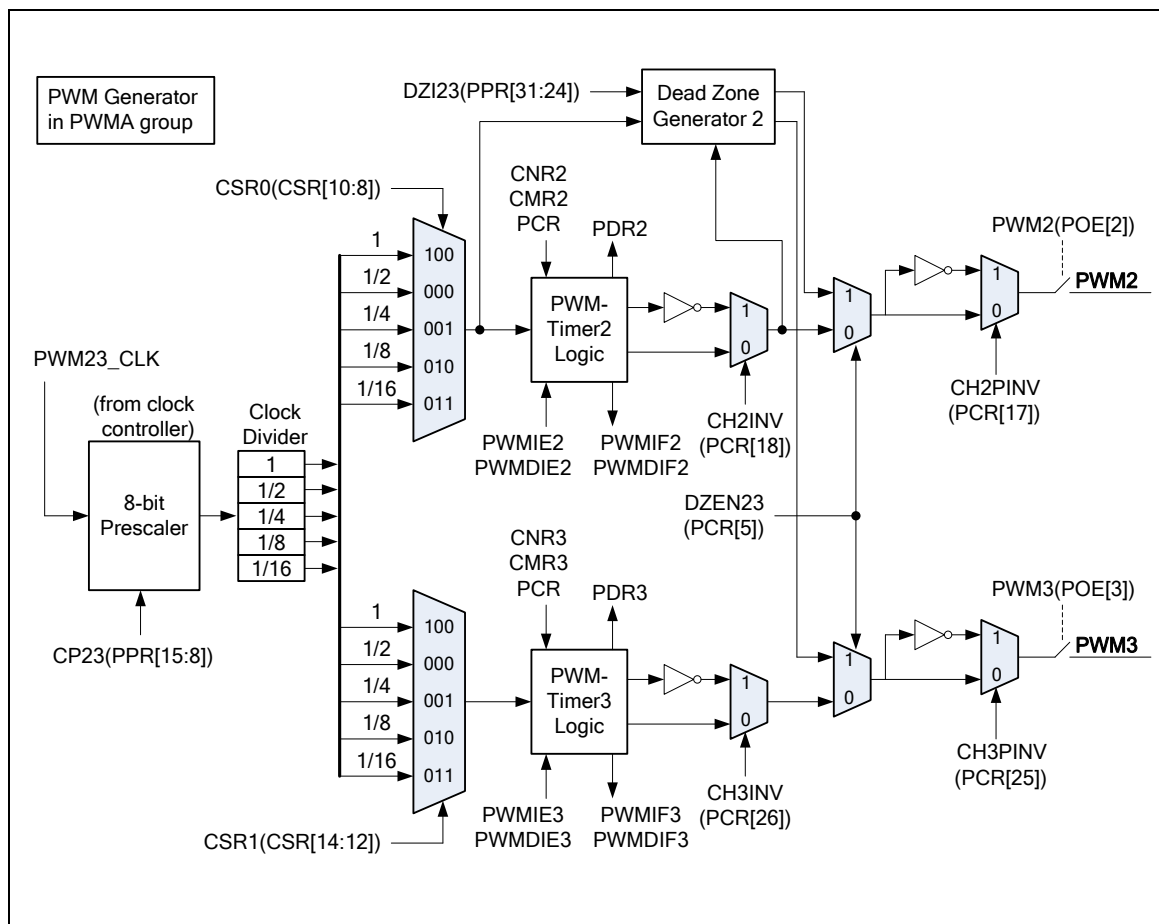 PWM Generator
in PWMA group
DZI23(PPR[31:24])
Dead Zone
Generator 2
CSR0(CSR[10:8])
CNR2
CMR2
PCR
PDR2
1
1/2
1/4
1/8
1/16
100
000
001
010
011
PWM-
Timer2
Logic
1
0
1
0
1
0
PWM2(POE[2])
PWM2
PWMIE2
PWMDIE2
PWMIF2
PWMDIF2
CH2INV
(PCR[18])
CH2PINV
(PCR[17])
PWM23_CLK
(from clock
controller)
8-bit
Prescaler
CP23(PPR[15:8])
Clock
Divider
1
1/2
1/4
1/8
1/16
DZEN23
(PCR[5])
CNR3
CMR3
PCR
PDR3
1
1/2
1/4
1/8
1/16
100
000
001
010
011
PWM-
Timer3
Logic
1
0
1
0
1
0
PWM3(POE[3])
PWM3
PWMIE3
PWMDIE3
PWMIF3
PWMDIF3
CH3INV
(PCR[26])
CH3PINV
(PCR[25])
CSR1(CSR[14:12])